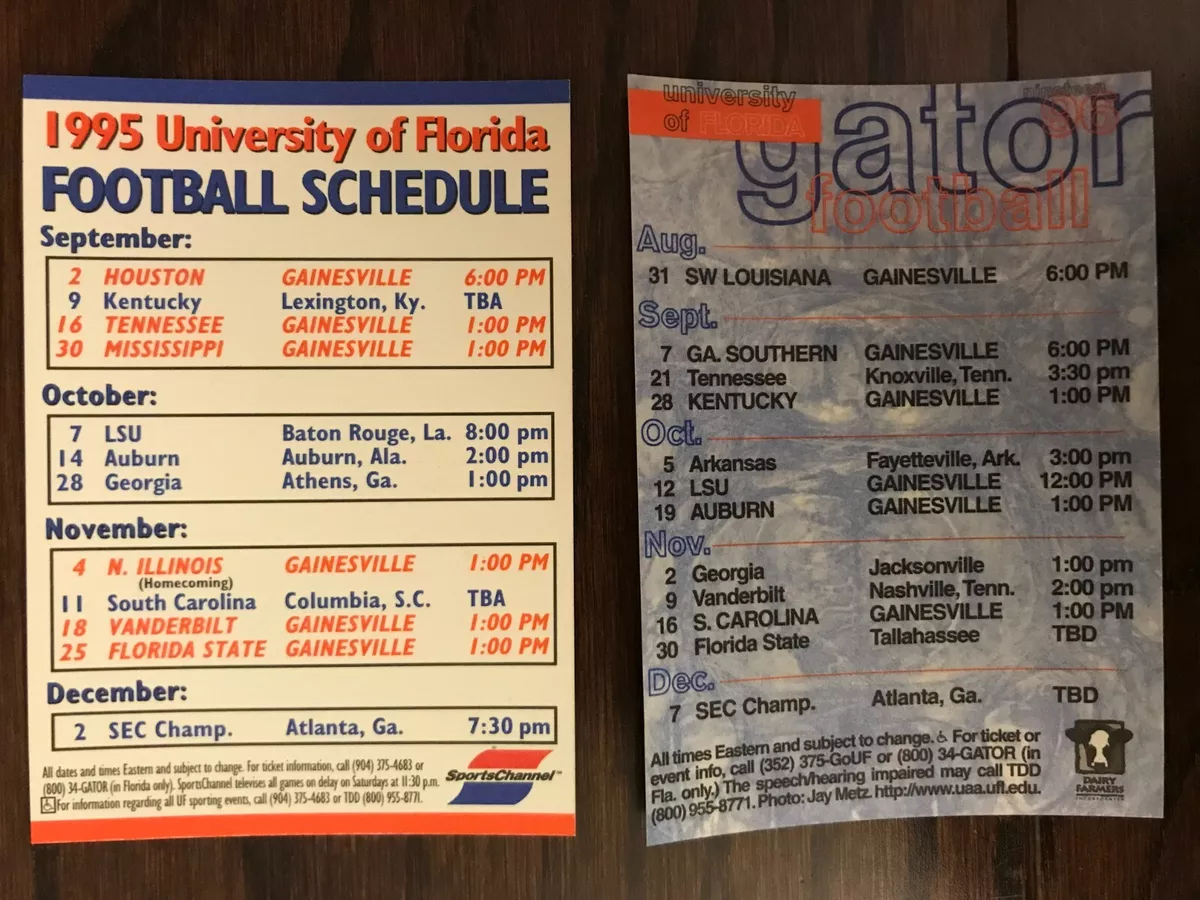 1995 University of Florida
FOOTBALL SCHEDULE
September:
2 HOUSTON GAINESVILLE 6:00 PM
9 Kentucky Lexington, Ky. TBA
16 TENNESSEE GAINESVILLE 1:00 PM
30 MISSISSIPPI GAINESVILLE 1:00 PM
October:
7 LSU Baton Rouge, La. 8:00 pm
14 Auburn Auburn, Ala. 2:00 pm
28 Georgia Athens, Ga. 1:00 pm
November:
4 N. ILLINOIS GAINESVILLE 1:00 PM
(Homecoming)
11 South Carolina Columbia, S.C. TBA
18 VANDERBILT GAINESVILLE 1:00 PM
25 FLORIDA STATE GAINESVILLE 1:00 PM
December:
2 SEC Champ. Atlanta, Ga. 7:30 pm
All dates and times Eastern and subject to change. For ticket information, call (904) 375-4683 or
(800) 34-GATOR (in Florida only). SportsChannel televises all games on delay on Saturdays at 11:30 p.m.
For information regarding all UF sporting events, call (904) 375-4683 or TDD (800) 955-8771.
SportsChannel™
university
of FLORIDA
nineteen
96
gator
football
Aug.
31 SW LOUISIANA GAINESVILLE 6:00 PM
Sept.
7 GA. SOUTHERN GAINESVILLE 6:00 PM
21 Tennessee Knoxville, Tenn. 3:30 pm
28 KENTUCKY GAINESVILLE 1:00 PM
Oct.
5 Arkansas Fayetteville, Ark. 3:00 pm
12 LSU GAINESVILLE 12:00 PM
19 AUBURN GAINESVILLE 1:00 PM
Nov.
2 Georgia Jacksonville 1:00 pm
9 Vanderbilt Nashville, Tenn. 2:00 pm
16 S. CAROLINA GAINESVILLE 1:00 PM
30 Florida State Tallahassee TBD
Dec.
7 SEC Champ. Atlanta, Ga. TBD
All times Eastern and subject to change. For ticket or
event info, call (352) 375-GoUF or (800) 34-GATOR (in
Fla. only.) The speech/hearing impaired may call TDD
(800) 955-8771. Photo: Jay Metz. http://www.uaa.ufl.edu.
DAIRY
FARMERS